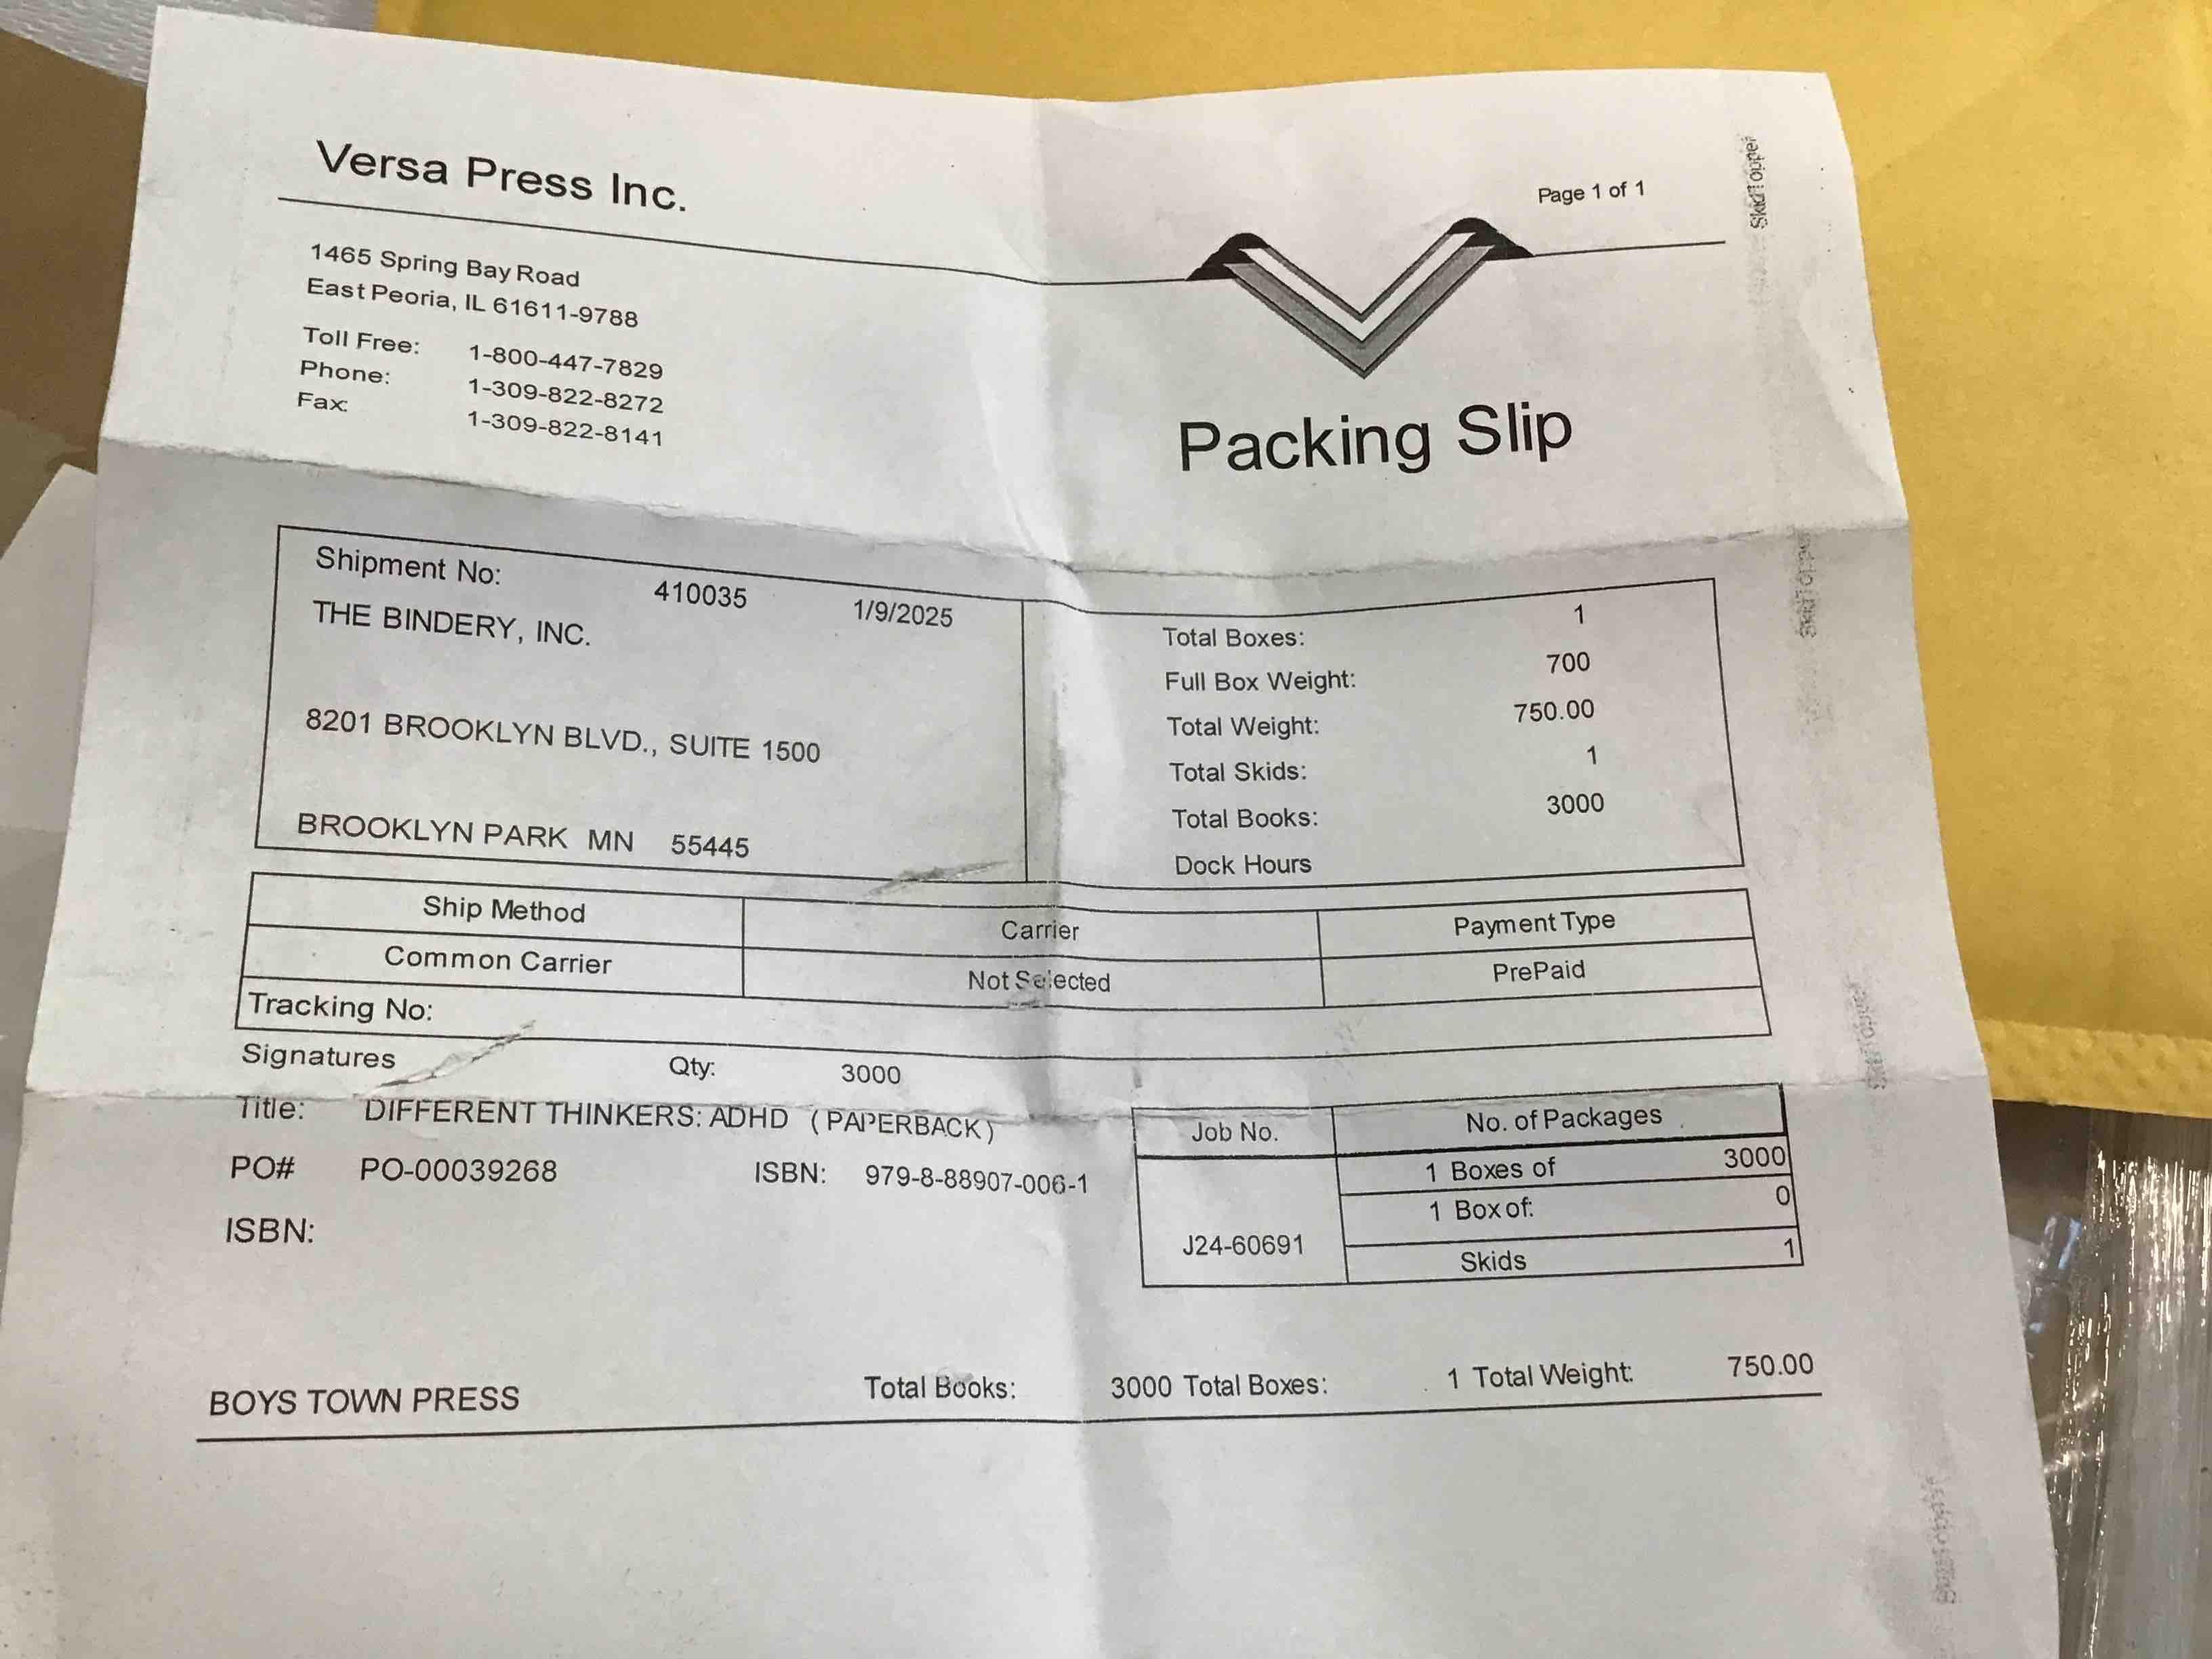 Versa Press Inc.
Page 1 of 1
1465 Spring Bay Road
East Peoria, IL 61611-9788
Toll Free: 1-800-447-7829
Phone: 1-309-822-8272
Fax: 1-309-822-8141
Packing Slip
Shipment No: 410035 1/9/2025
THE BINDERY, INC.
8201 BROOKLYN BLVD., SUITE 1500
BROOKLYN PARK MN 55445
Total Boxes: 1
Full Box Weight: 700
Total Weight: 750.00
Total Skids: 1
Total Books: 3000
Dock Hours
Ship Method Carrier Payment Type
Common Carrier Not Selected PrePaid
Tracking No:
Signatures Qty: 3000
Title: DIFFERENT THINKERS: ADHD (PAPERBACK)
PO# PO-00039268 ISBN: 979-8-88907-006-1
ISBN:
Job No. No. of Packages
1 Boxes of 3000
1 Box of: 0
J24-60691
Skids 1
BOYS TOWN PRESS Total Books: 3000 Total Boxes: 1 Total Weight: 750.00
SkidTopper
SkidTopper
SkidTopper